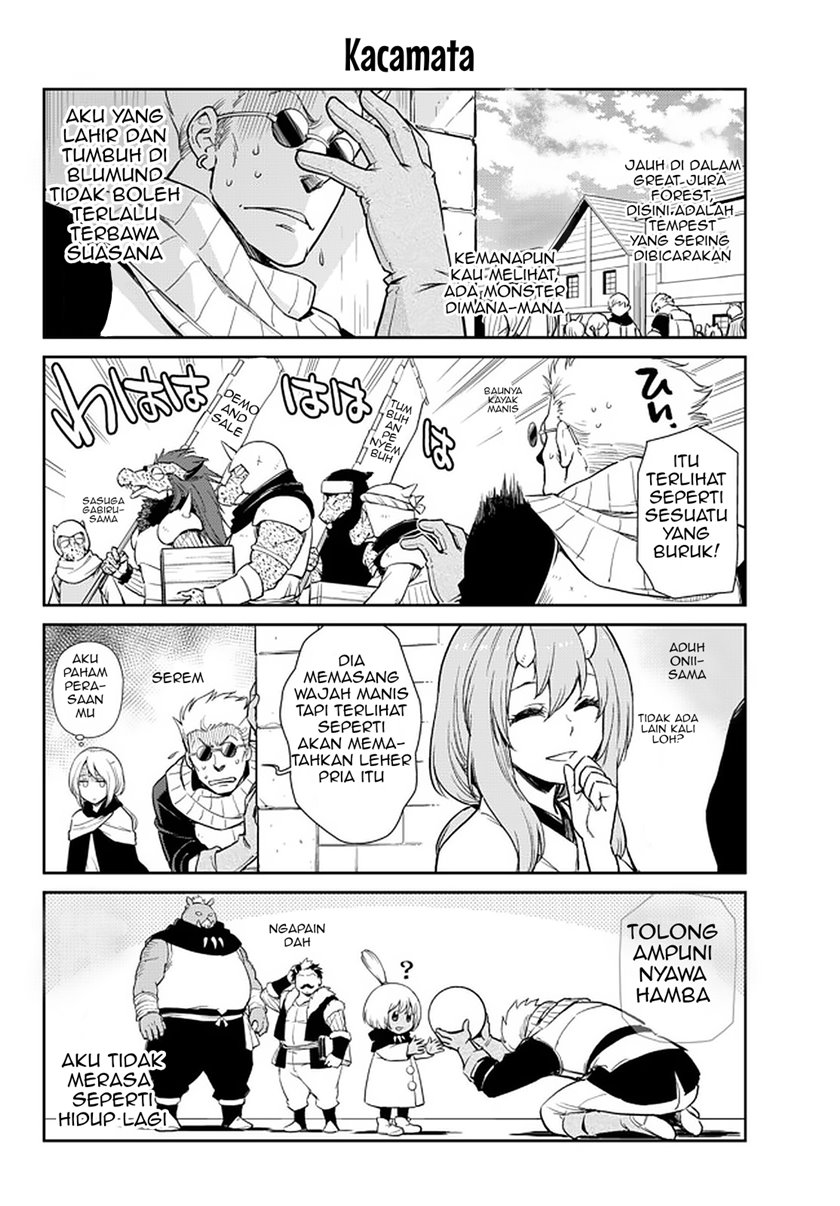 Kacamata
JAUH DI DALAM
GREAT JURA
FOREST,
DISINI ADALAH
TEMPEST
YANG SERING
DIBICARAKAN
KEMANAPUN
KAU MELIHAT,
ADA MONSTER
DIMANA-MANA
AKU YANG
LAHIR DAN
TUMBUH DI
BLUMUND
TIDAK BOLEH
TERLALU
TERBAWA
SUASANA
ひぃ
ITU
TERLIHAT
SEPERTI
SESUATU
YANG
BURUK!
BAUNYA
KAYAK
MANIS
わはは
はは
は
TUMB
UH
AN
PE
NYEM
BUH
DEMO
AND
SALE
SASUGA
GABIRU-
SAMA
ADUH
ONII-
SAMA
TIDAK ADA
LAIN KALI
LOH?
DIA
MEMASANG
WAJAH MANIS
TAPI TERLIHAT
SEPERTI
AKAN MEMA-
TAHKAN LEHER
PRIA ITU
SEREM
AKU
PAHAM
PERA-
SAAN
MU
TOLONG
AMPUNI
NYAWA
HAMBA
?
NGAPAIN
DAH
AKU TIDAK
MERASA
SEPERTI
HIDUP LAGI